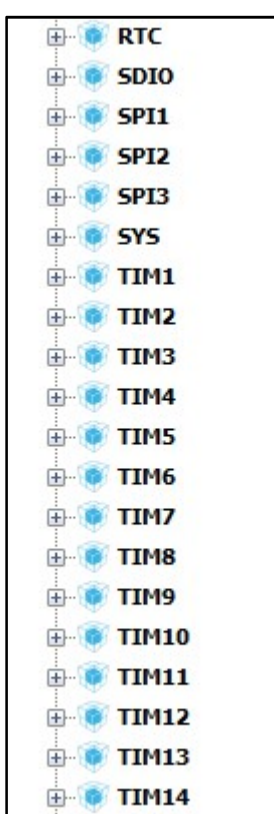 RTC
SDIO
SPI1
SPI2
SPI3
SYS
TIM1
TIM2
TIM3
TIM4
TIM5
TIM6
TIM7
TIM8
TIM9
TIM10
TIM11
TIM12
TIM13
TIM14